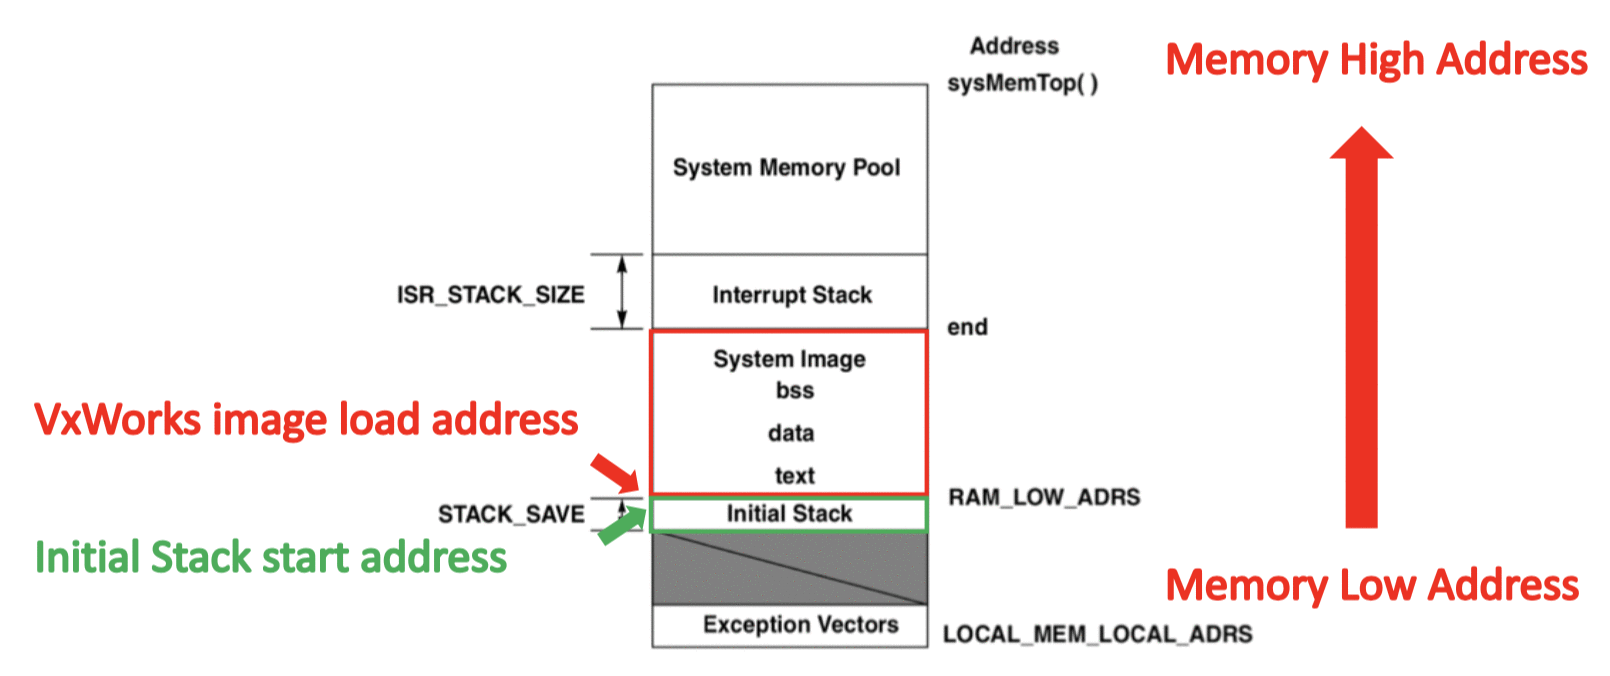 Address
Memory High Address
sysMemTop( )
System Memory Pool
ISR_STACK_SIZE
Interrupt Stack
end
System Image
bss
VxWorks image load address
data
text
RAM_LOW_ADRS
STACK_SAVE
Initial Stack
Initial Stack start address
Memory Low Address
Exception Vectors
LOCAL_MEM_LOCAL_ADRS